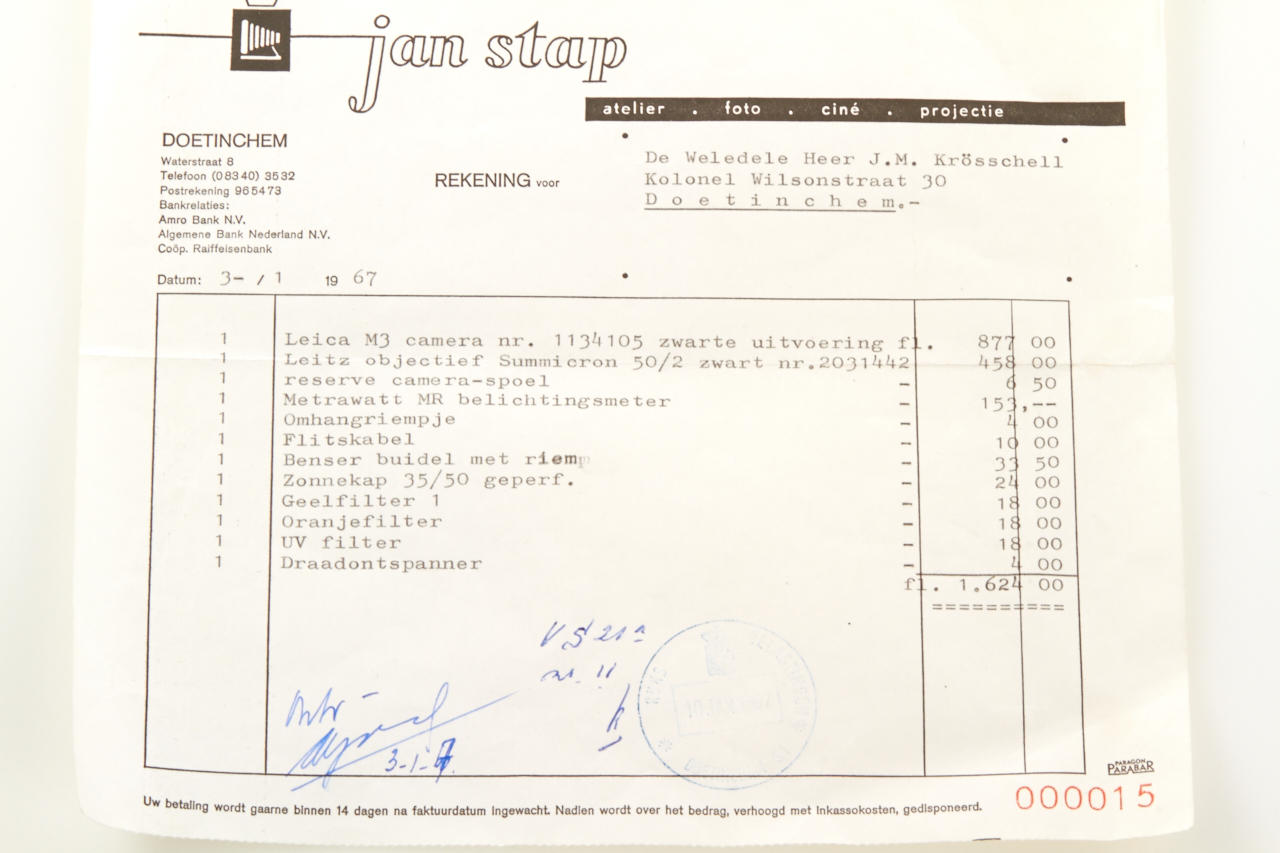 jan stap
atelier . foto . ciné . projectie
DOETINCHEM
Waterstraat 8
Telefoon (08340) 3532
Postrekening 965473
Bankrelaties:
Amro Bank N.V.
Algemene Bank Nederland N.V.
Coöp. Raiffeisenbank
REKENING voor
De Weledele Heer J.M. Krösschell
Kolonel Wilsonstraat 30
D o e t i n c h e m.-
Datum: 3- / 1 19 67
1 Leica M3 camera nr. 1134105 zwarte uitvoering fl. 877 00
1 Leitz objectief Summicron 50/2 zwart nr.2031442 458 00
1 reserve camera-spoel - 6 50
1 Metrawatt MR belichtingsmeter - 153,--
1 Omhangriempje - 4 00
1 Flitskabel - 10 00
1 Benser buidel met riemp 33 50
1 Zonnekap 35/50 geperf. - 24 00
1 Geelfilter 1 - 18 00
1 Oranjefilter - 18 00
1 UV filter - 18 00
1 Draadontspanner - 4 00
fl. 1.624 00
==========
3-1-67.
PARAGON
PARABAR
Uw betaling wordt gaarne binnen 14 dagen na faktuurdatum ingewacht. Nadien wordt over het bedrag, verhoogd met inkassokosten, gedisponeerd.
000015